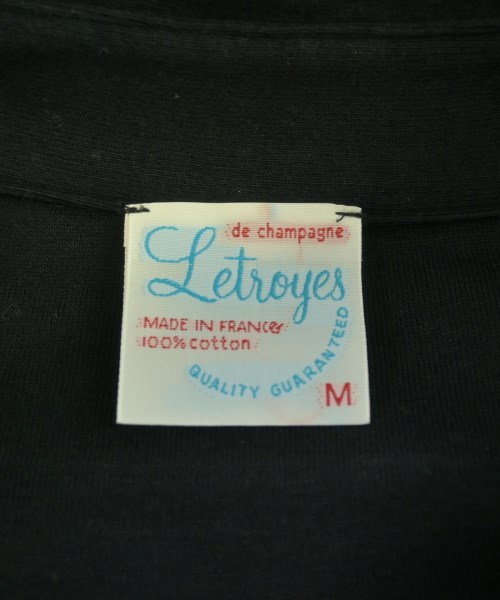 de champagne
Letroyes
MADE IN FRANCE
100% cotton
QUALITY GUARANTEED
M